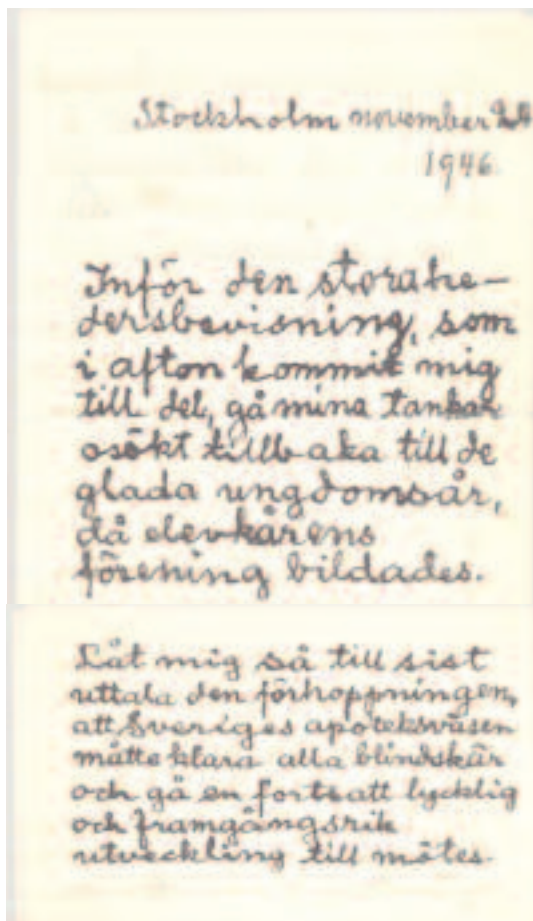 Stockholm november 24
1946.
Inför den stora he-
dersbevisning, som
i afton kommit mig
till del, gå mina tankar
osökt tillbaka till de
glada ungdomsår,
då elevkårens
förening bildades.
Låt mig så till sist
uttala den förhoppningen,
att Sveriges apoteksväsen
måtte klara alla blindskär
och gå en fortsatt lycklig
och framgångsrik
utveckling till mötes.